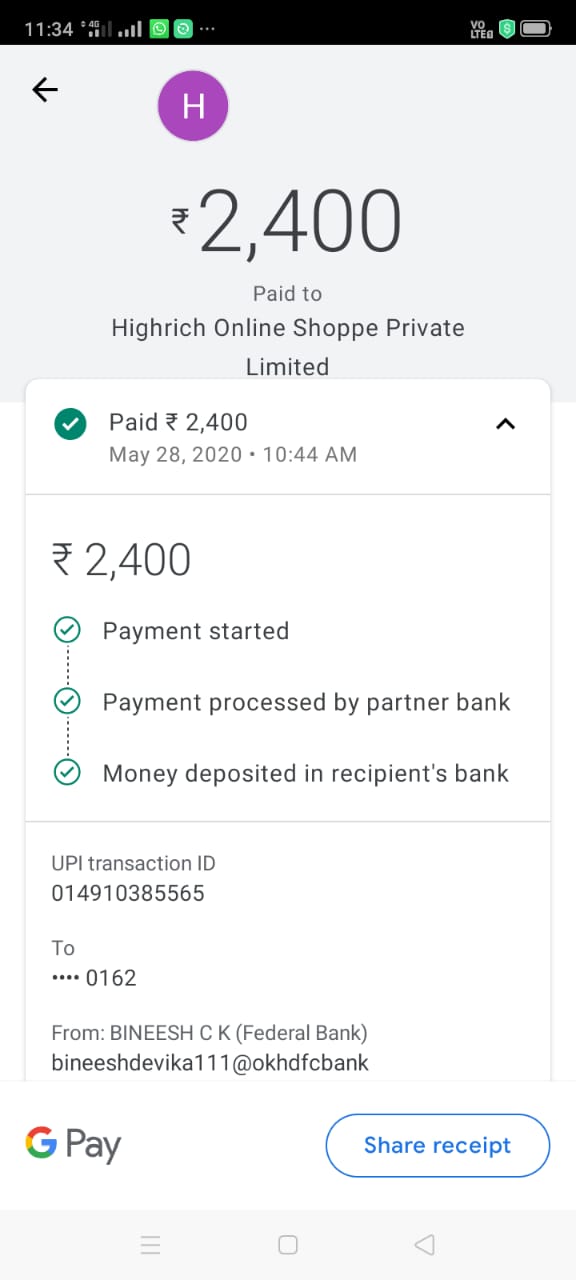 11:34 4G VO LTE
H
₹2,400
Paid to
Highrich Online Shoppe Private
Limited
Paid ₹ 2,400
May 28, 2020 • 10:44 AM
₹ 2,400
Payment started
Payment processed by partner bank
Money deposited in recipient's bank
UPI transaction ID
014910385565
To
•••• 0162
From: BINEESH C K (Federal Bank)
bineeshdevika111@okhdfcbank
G Pay Share receipt